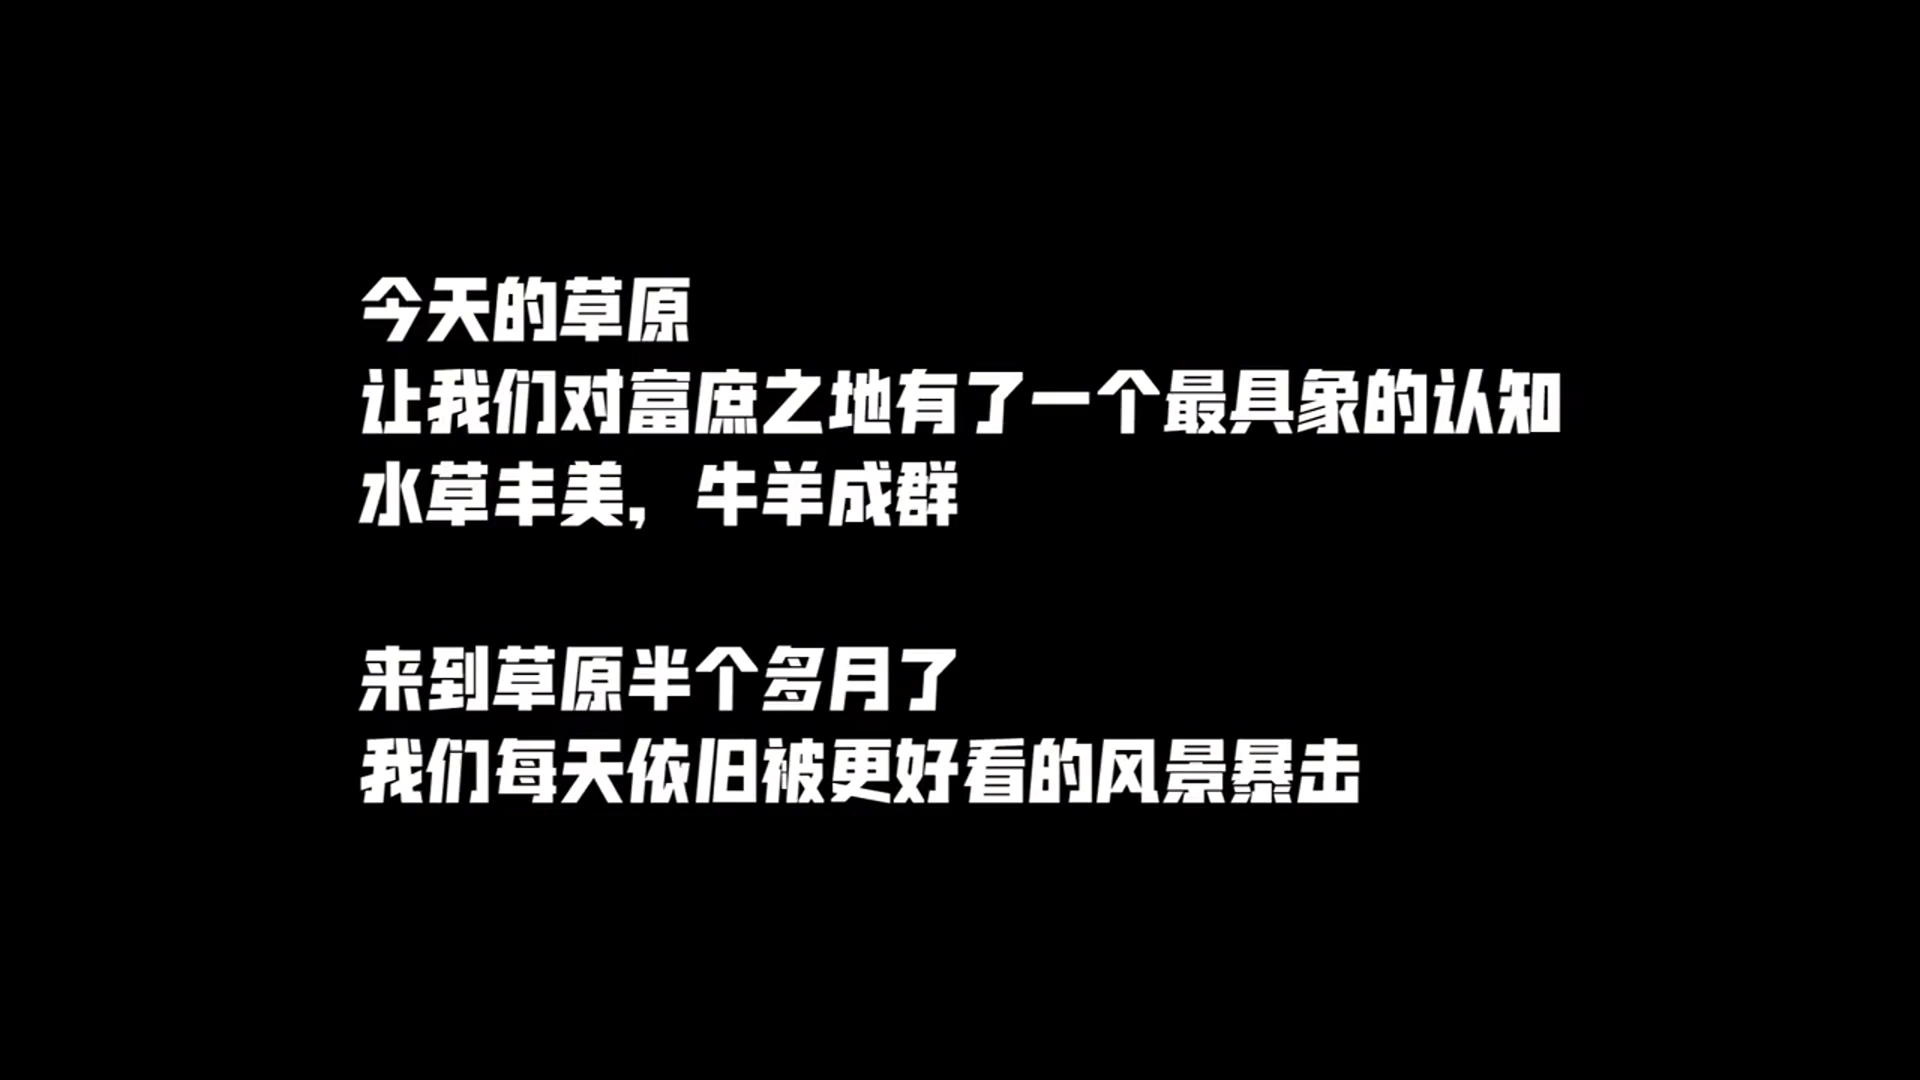 今天的草原
让我们对富庶之地有了一个最具象的认知
水草丰美，牛羊成群
来到草原半个多月了
我们每天依旧被更好看的风景暴击